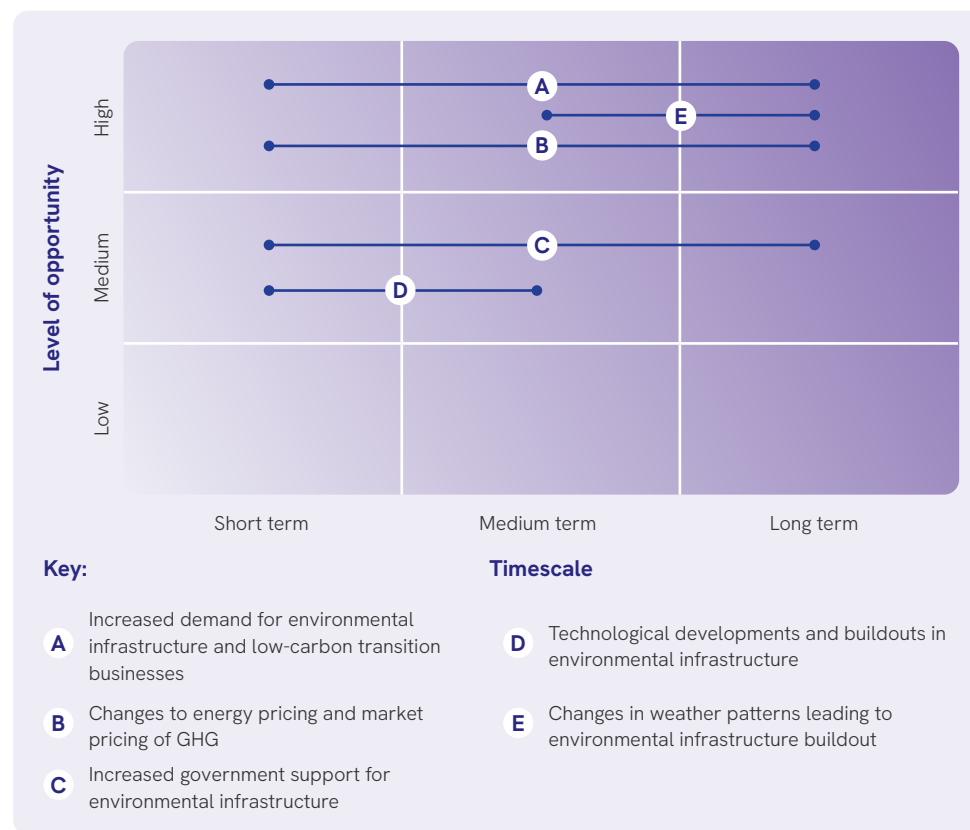 Level of opportunity
High
A
E
B
Medium
C
D
Low
Short term
Medium term
Long term
Key:
Timescale
A
Increased demand for environmental
infrastructure and low-carbon transition
businesses
B
Changes to energy pricing and market
pricing of GHG
C
Increased government support for
environmental infrastructure
D
Technological developments and buildouts in
environmental infrastructure
E
Changes in weather patterns leading to
environmental infrastructure buildout